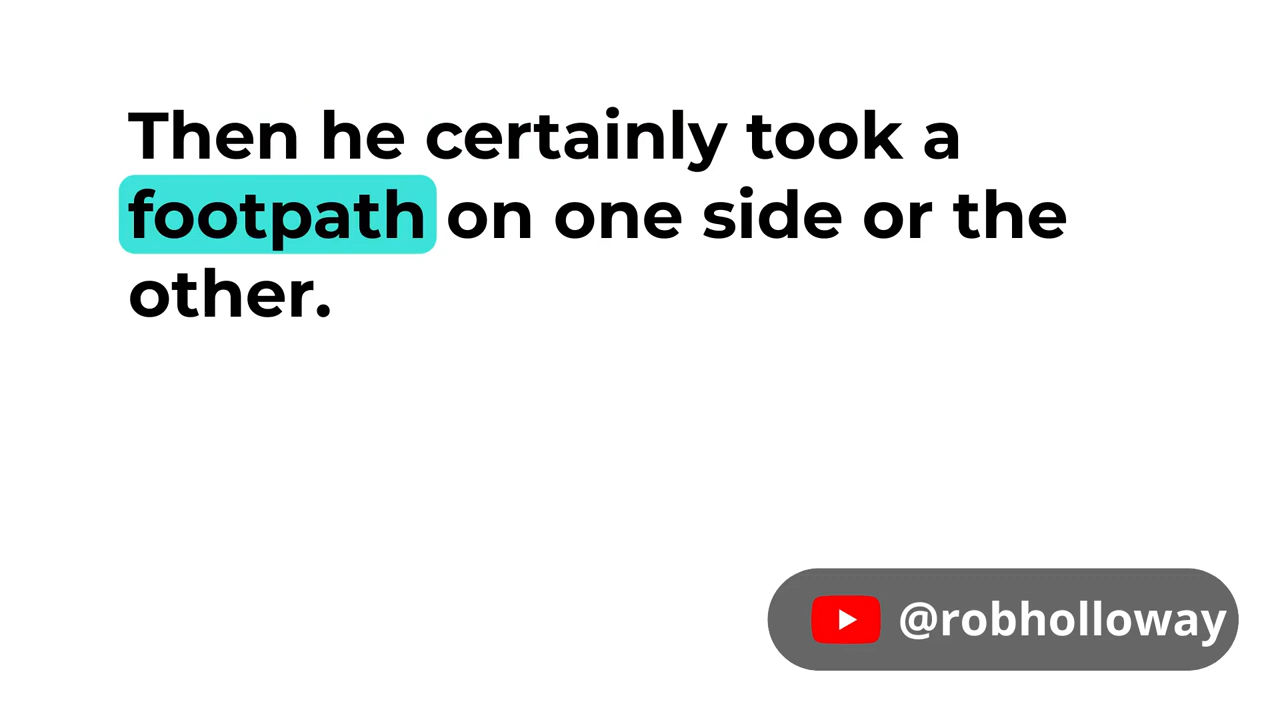 Then he certainly took a
footpath on one side or the
other.
@robholloway